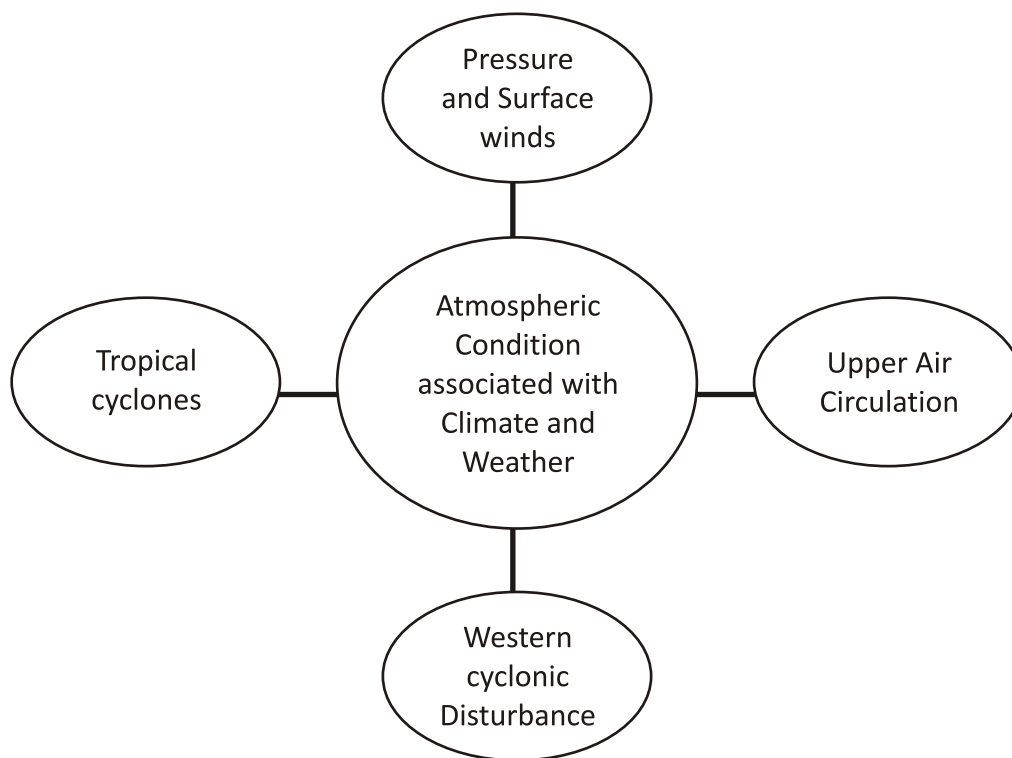 Pressure
and Surface
winds
Atmospheric
Condition
associated with
Climate and
Weather
Tropical
cyclones
Upper Air
Circulation
Western
cyclonic
Disturbance